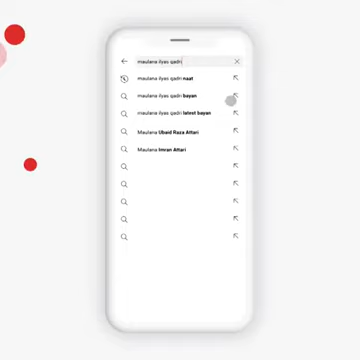 maulana ilyas qadri
maulana ilyas qadri naat
maulana ilyas qadri bayan
maulana ilyas qadri letest bayan
Maulana Ubaid Raza Attari
Maulana Imran Attari